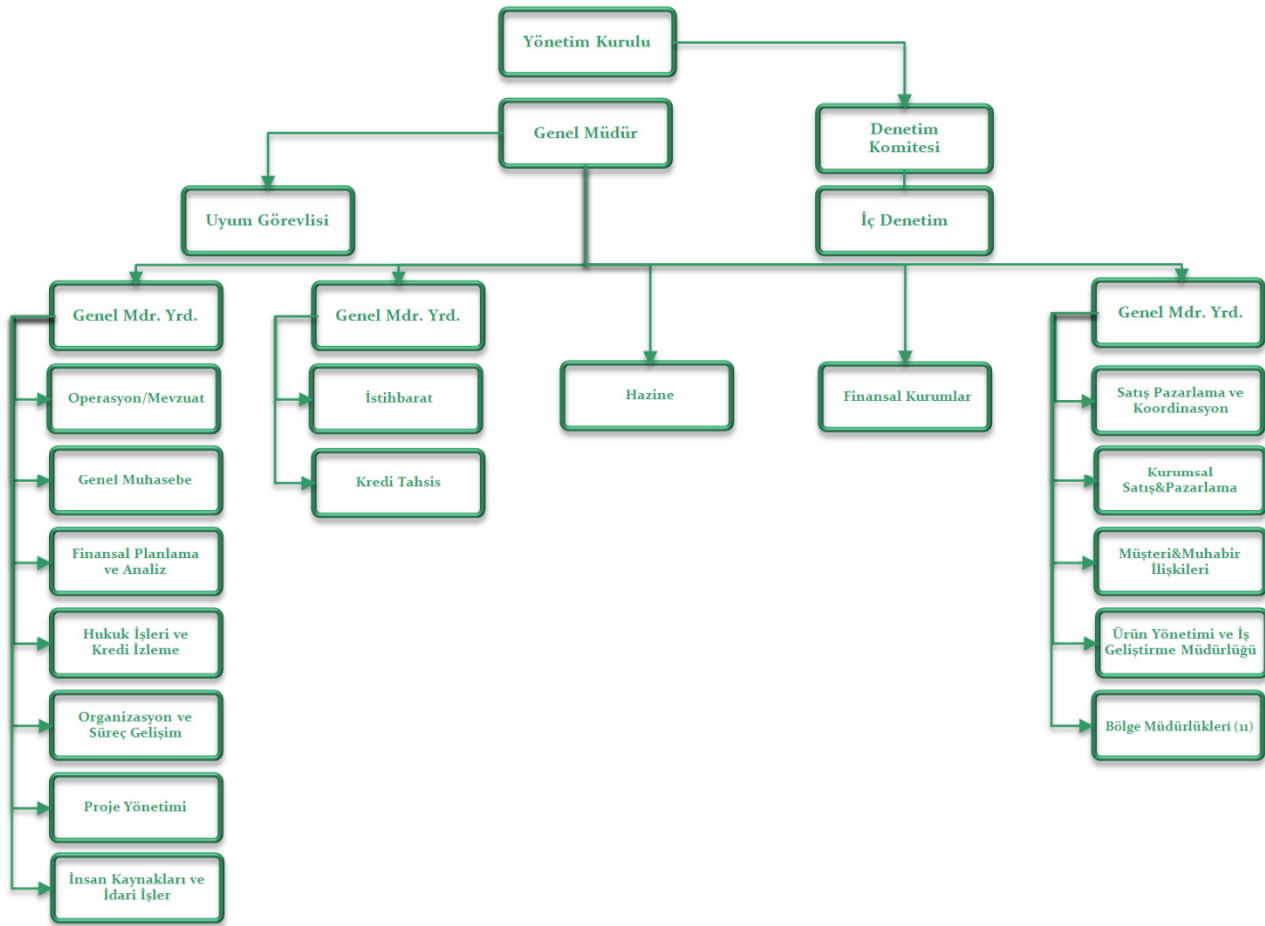 Yönetim Kurulu
Genel Müdür
Denetim
Komitesi
Uyum Görevlisi
İç Denetim
Genel Mdr. Yrd.
Genel Mdr. Yrd.
Genel Mdr. Yrd.
Operasyon/Mevzuat
Genel Muhasebe
Finansal Planlama
ve Analiz
Hukuk İşleri ve
Kredi İzleme
Organizasyon ve
Süreç Gelişim
Proje Yönetimi
İnsan Kaynakları ve
İdari İşler
İstihbarat
Kredi Tahsis
Hazine
Finansal Kurumlar
Satış Pazarlama ve
Koordinasyon
Kurumsal
Satış&Pazarlama
Müşteri&Muhabir
İlişkileri
Ürün Yönetimi ve İş
Geliştirme Müdürlüğü
Bölge Müdürlükleri (11)